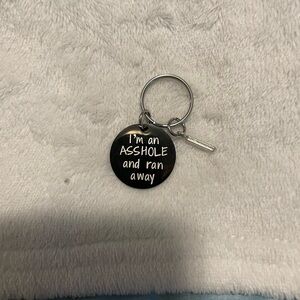 I'm an
ASSHOLE
and ran
away